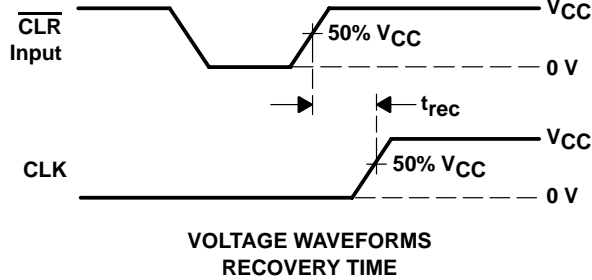 CLR
Input
VCC
50% VCC
0 V
trec
VCC
CLK
50% VCC
0 V
VOLTAGE WAVEFORMS
RECOVERY TIME